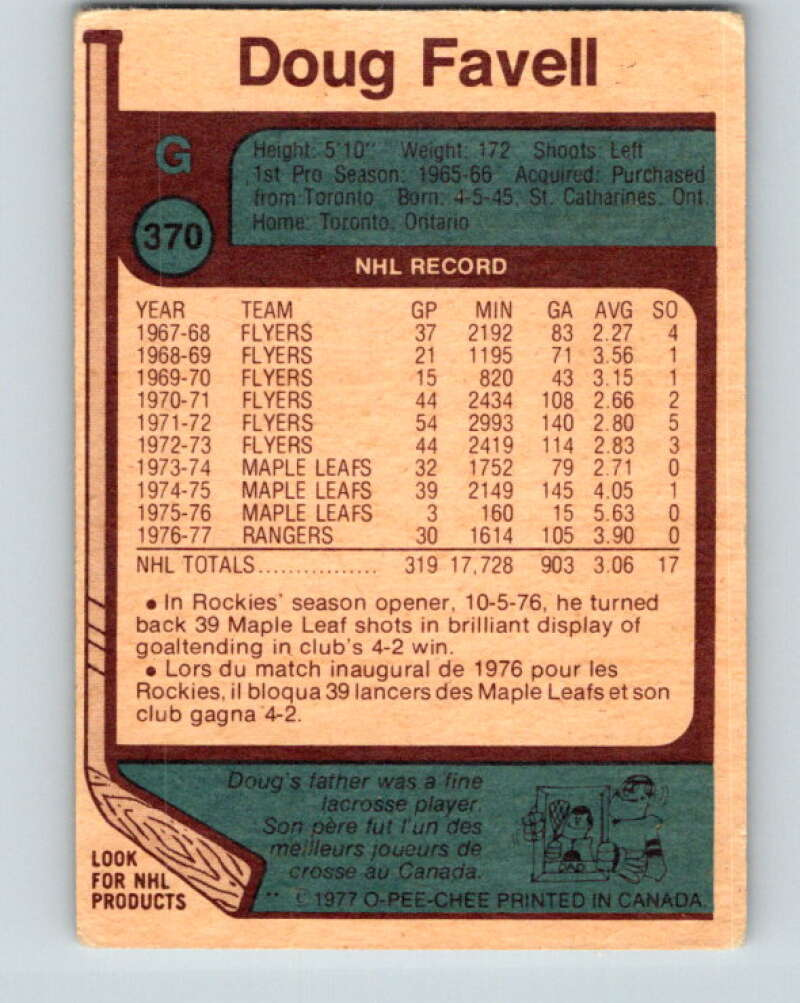 Doug Favell
G
370
Height: 5'10" Weight: 172 Shoots: Left
1st Pro Season: 1965-66 Acquired: Purchased
from Toronto Born: 4-5-45, St. Catharines, Ont.
Home: Toronto, Ontario
NHL RECORD
YEAR TEAM GP MIN GA AVG SO
1967-68 FLYERS 37 2192 83 2.27 4
1968-69 FLYERS 21 1195 71 3.56 1
1969-70 FLYERS 15 820 43 3.15 1
1970-71 FLYERS 44 2434 108 2.66 2
1971-72 FLYERS 54 2993 140 2.80 5
1972-73 FLYERS 44 2419 114 2.83 3
1973-74 MAPLE LEAFS 32 1752 79 2.71 0
1974-75 MAPLE LEAFS 39 2149 145 4.05 1
1975-76 MAPLE LEAFS 3 160 15 5.63 0
1976-77 RANGERS 30 1614 105 3.90 0
NHL TOTALS................ 319 17,728 903 3.06 17
• In Rockies' season opener, 10-5-76, he turned
back 39 Maple Leaf shots in brilliant display of
goaltending in club's 4-2 win.
• Lors du match inaugural de 1976 pour les
Rockies, il bloqua 39 lancers des Maple Leafs et son
club gagna 4-2.
Doug's father was a fine
lacrosse player.
Son père fut l'un des
meilleurs joueurs de
crosse au Canada.
DAD
LOOK
FOR NHL
PRODUCTS
** © 1977 O-PEE-CHEE PRINTED IN CANADA.